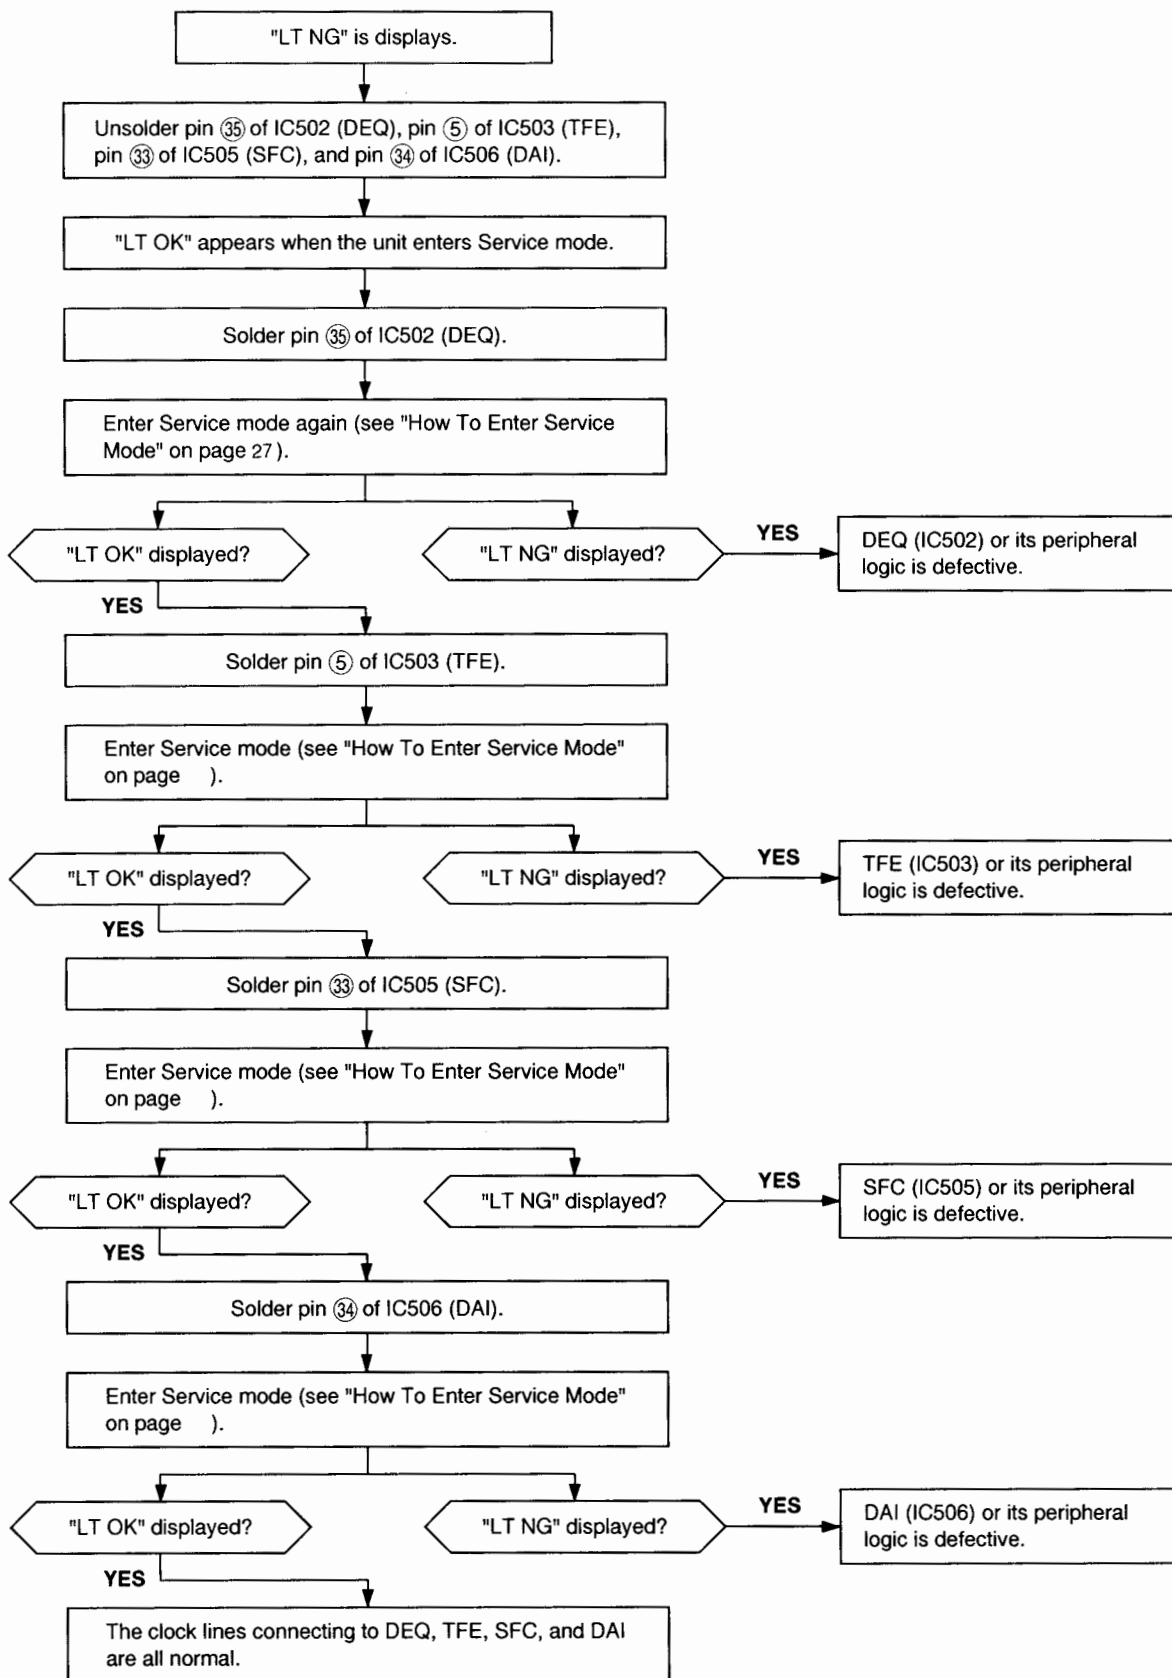 "LT NG" is displays.
Unsolder pin ㉟ of IC502 (DEQ), pin ⑤ of IC503 (TFE),
pin ㉝ of IC505 (SFC), and pin ㉞ of IC506 (DAI).
"LT OK" appears when the unit enters Service mode.
Solder pin ㉟ of IC502 (DEQ).
Enter Service mode again (see "How To Enter Service
Mode" on page 27).
"LT OK" displayed?
"LT NG" displayed?
YES
DEQ (IC502) or its peripheral
logic is defective.
YES
Solder pin ⑤ of IC503 (TFE).
Enter Service mode (see "How To Enter Service Mode"
on page ).
"LT OK" displayed?
"LT NG" displayed?
YES
TFE (IC503) or its peripheral
logic is defective.
YES
Solder pin ㉝ of IC505 (SFC).
Enter Service mode (see "How To Enter Service Mode"
on page ).
"LT OK" displayed?
"LT NG" displayed?
YES
SFC (IC505) or its peripheral
logic is defective.
YES
Solder pin ㉞ of IC506 (DAI).
Enter Service mode (see "How To Enter Service Mode"
on page ).
"LT OK" displayed?
"LT NG" displayed?
YES
DAI (IC506) or its peripheral
logic is defective.
YES
The clock lines connecting to DEQ, TFE, SFC, and DAI
are all normal.